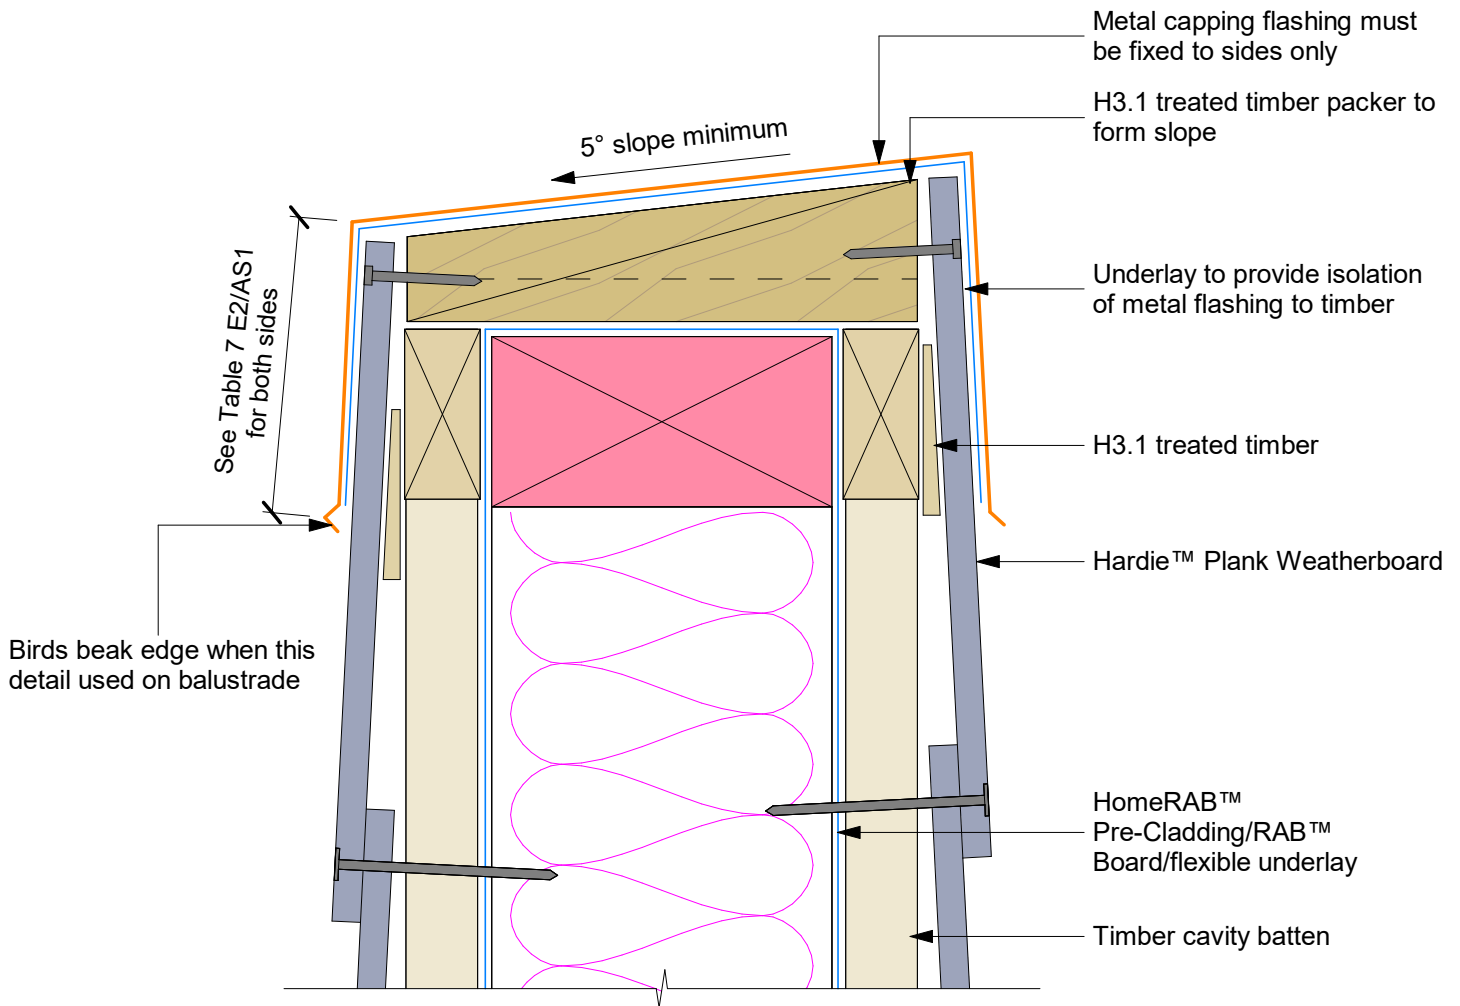 Metal capping flashing must
be fixed to sides only
H3.1 treated timber packer to
form slope
5° slope minimum
Underlay to provide isolation
of metal flashing to timber
See Table 7 E2/AS1
for both sides
H3.1 treated timber
Hardie™ Plank Weatherboard
Birds beak edge when this
detail used on balustrade
HomeRAB™
Pre-Cladding/RAB™
Board/flexible underlay
Timber cavity batten